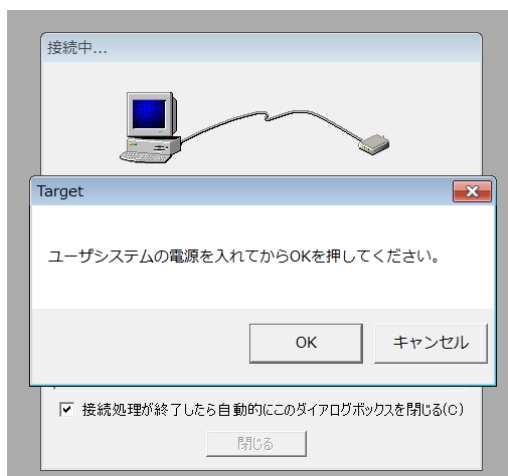 接続中...
Target
ユーザシステムの電源を入れてからOKを押してください。
OK
キャンセル
接続処理が終了したら自動的にこのダイアログボックスを閉じる(C)
閉じる